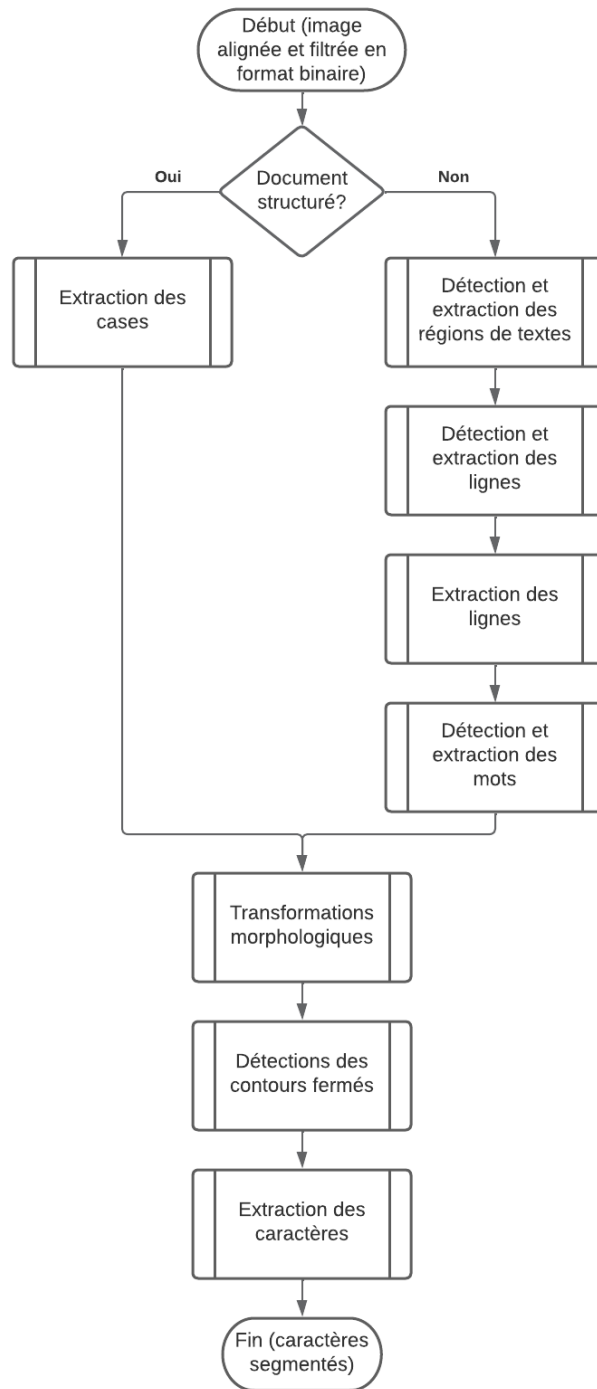 Début (image
alignée et filtrée en
format binaire)
Document
structuré?
Oui
Non
Extraction des
cases
Détection et
extraction des
régions de textes
Détection et
extraction des
lignes
Extraction des
lignes
Détection et
extraction des
mots
Transformations
morphologiques
Détections des
contours fermés
Extraction des
caractères
Fin (caractères
segmentés)